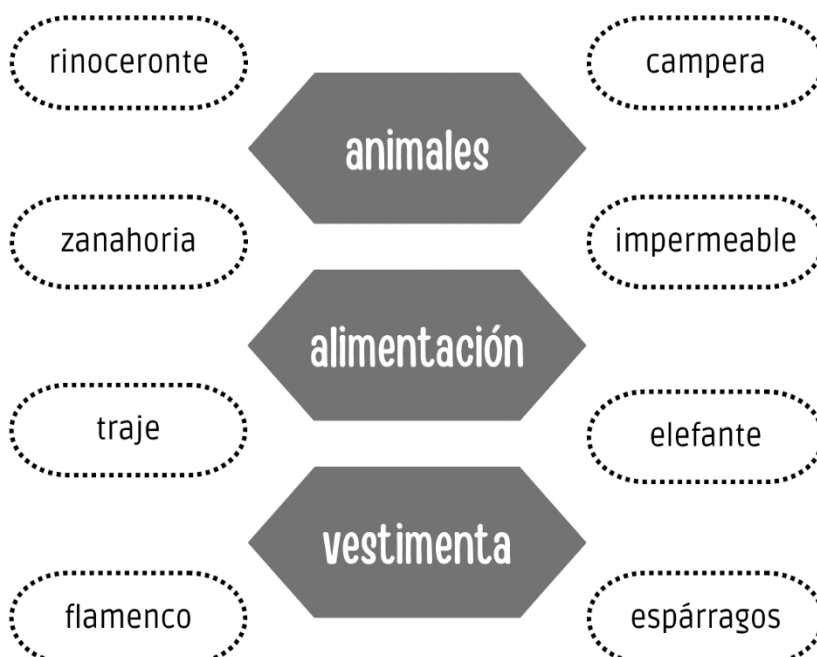 rinoceronte
campera
animales
zanahoria
impermeable
alimentación
traje
elefante
vestimenta
flamenco
espárragos